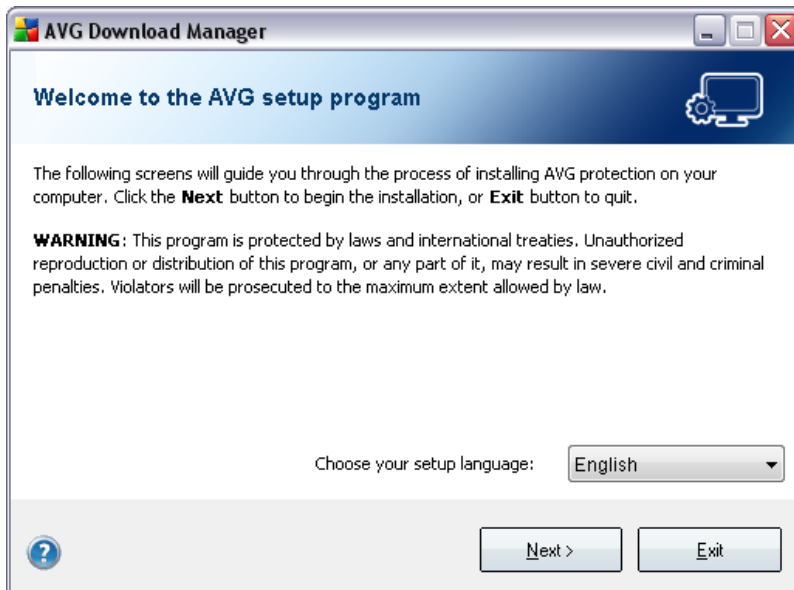 AVG Download Manager
Welcome to the AVG setup program
The following screens will guide you through the process of installing AVG protection on your
computer. Click the Next button to begin the installation, or Exit button to quit.
WARNING: This program is protected by laws and international treaties. Unauthorized
reproduction or distribution of this program, or any part of it, may result in severe civil and criminal
penalties. Violators will be prosecuted to the maximum extent allowed by law.
Choose your setup language: English
? Next > Exit